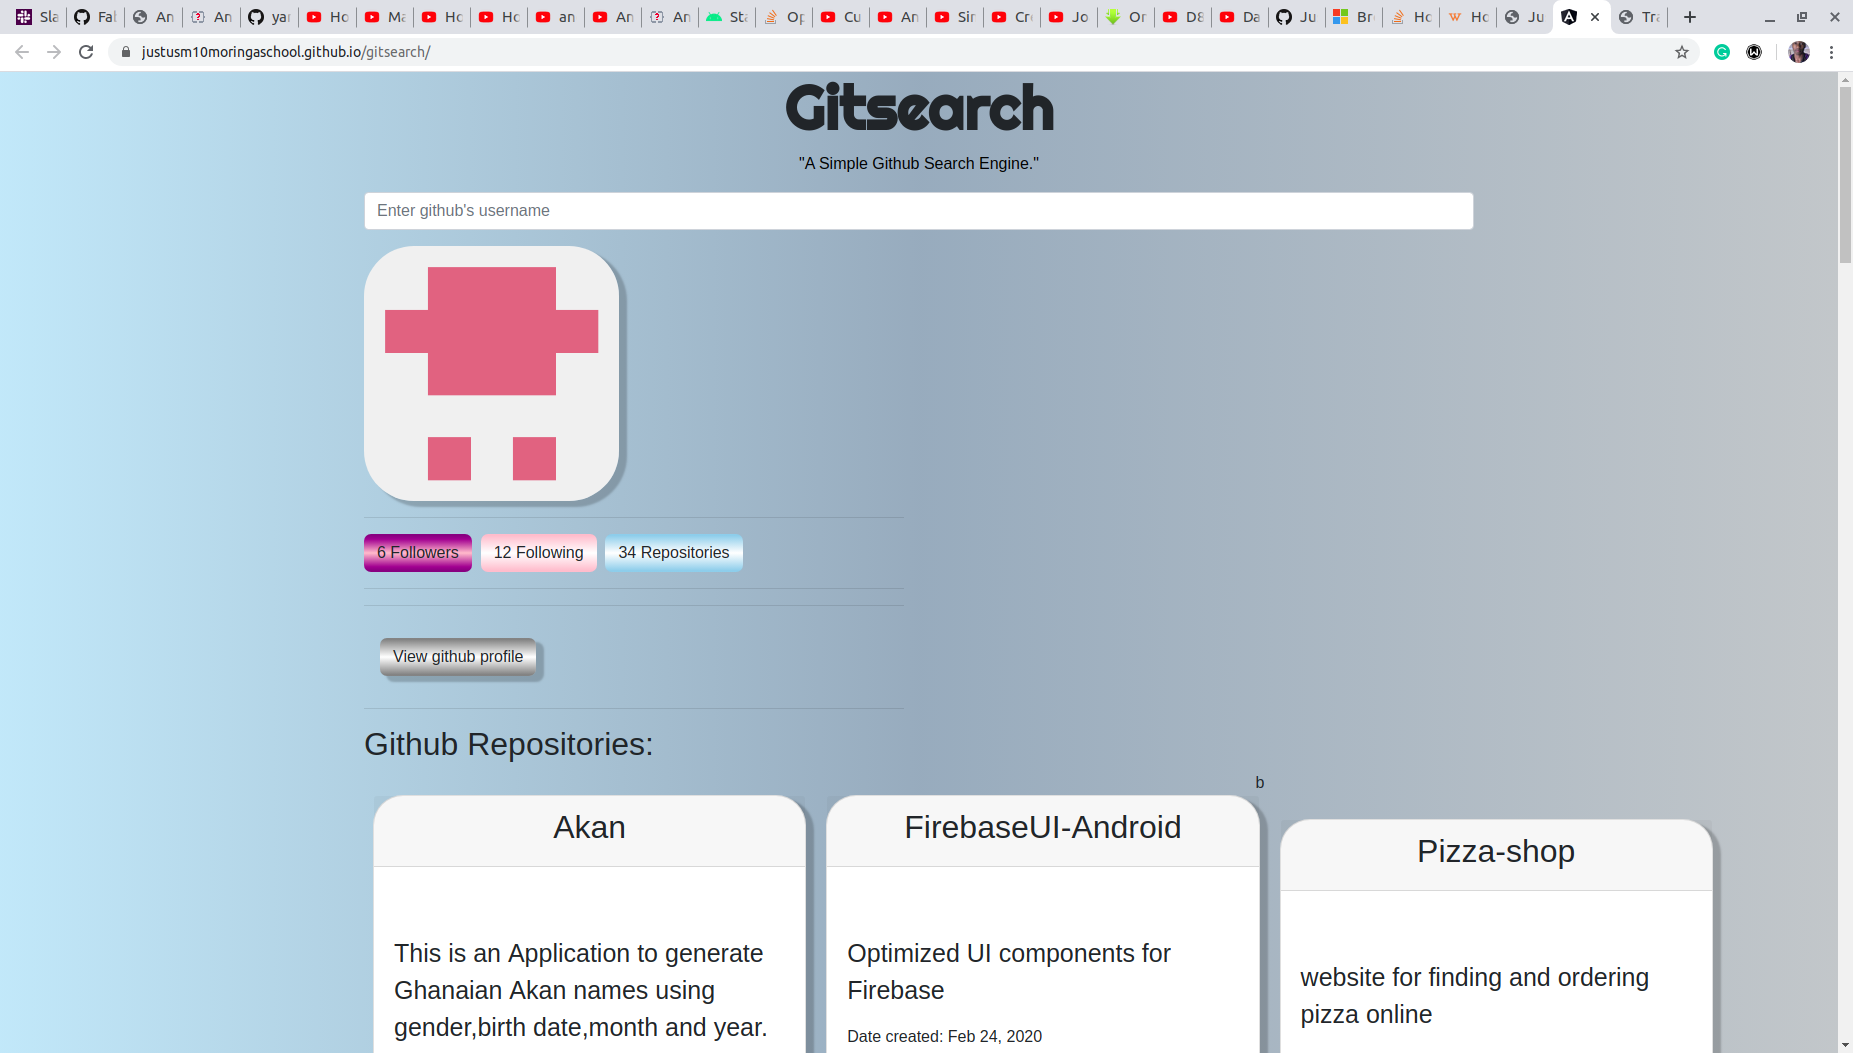 Sla
Fal
An
An
yar
Ho
Ma
Ho
Ho
an
An
An
Sta
Op
Cu
An
Sir
Cre
Jo
Or
D8
Da
Ju
Br
Ho
Ho
Ju
Tra
justusm10moringaschool.github.io/gitsearch/
Gitsearch
"A Simple Github Search Engine."
Enter github's username
6 Followers 12 Following 34 Repositories
View github profile
Github Repositories:
b
Akan
FirebaseUI-Android
Pizza-shop
This is an Application to generate
Ghanaian Akan names using
gender,birth date,month and year.
Optimized UI components for
Firebase
Date created: Feb 24, 2020
website for finding and ordering
pizza online